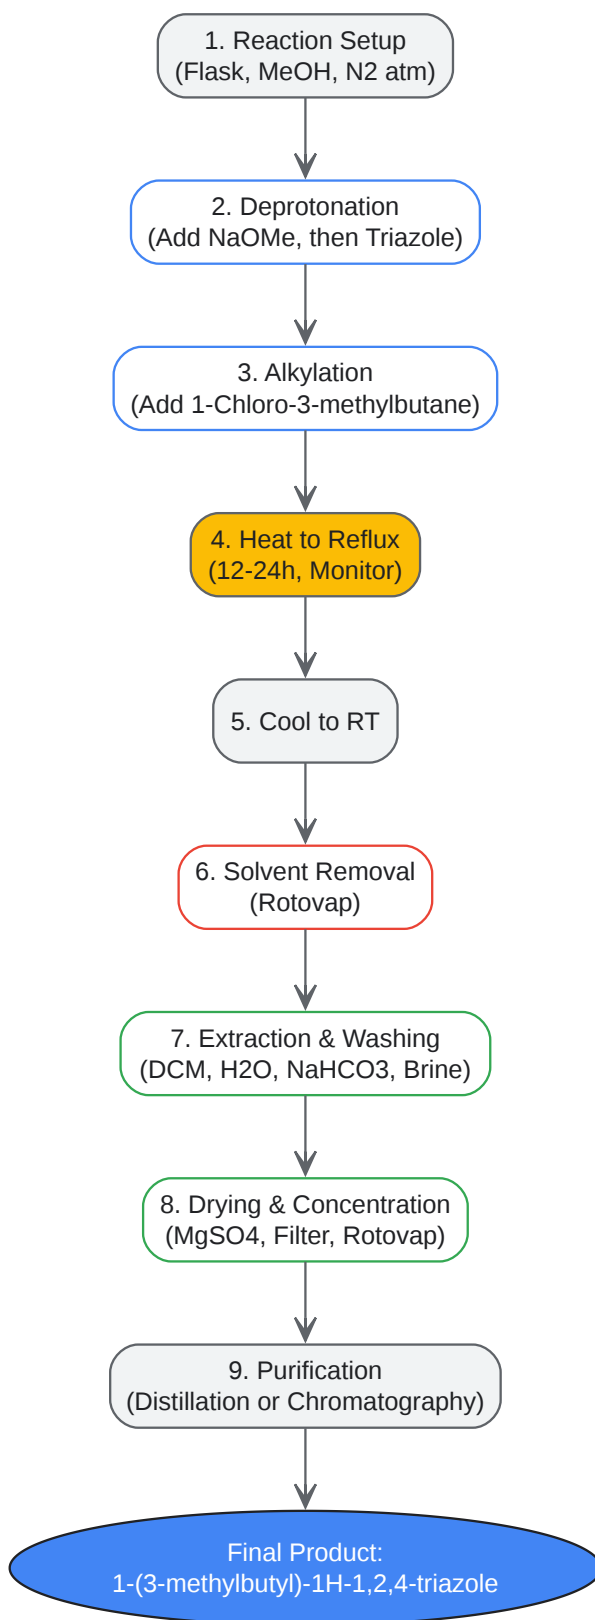 1. Reaction Setup
(Flask, MeOH, N2 atm)
2. Deprotonation
(Add NaOMe, then Triazole)
3. Alkylation
(Add 1-Chloro-3-methylbutane)
4. Heat to Reflux
(12-24h, Monitor)
5. Cool to RT
6. Solvent Removal
(Rotovap)
7. Extraction & Washing
(DCM, H2O, NaHCO3, Brine)
8. Drying & Concentration
(MgSO4, Filter, Rotovap)
9. Purification
(Distillation or Chromatography)
Final Product:
1-(3-methylbutyl)-1H-1,2,4-triazole